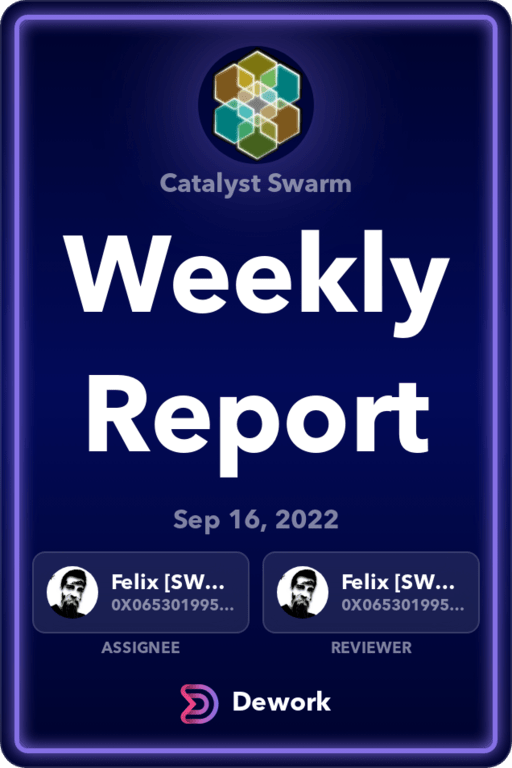 Catalyst Swarm
Weekly
Report
Sep 16, 2022
Felix [SW... Felix [SW...
0X065301995... 0X065301995...
ASSIGNEE REVIEWER
Dework